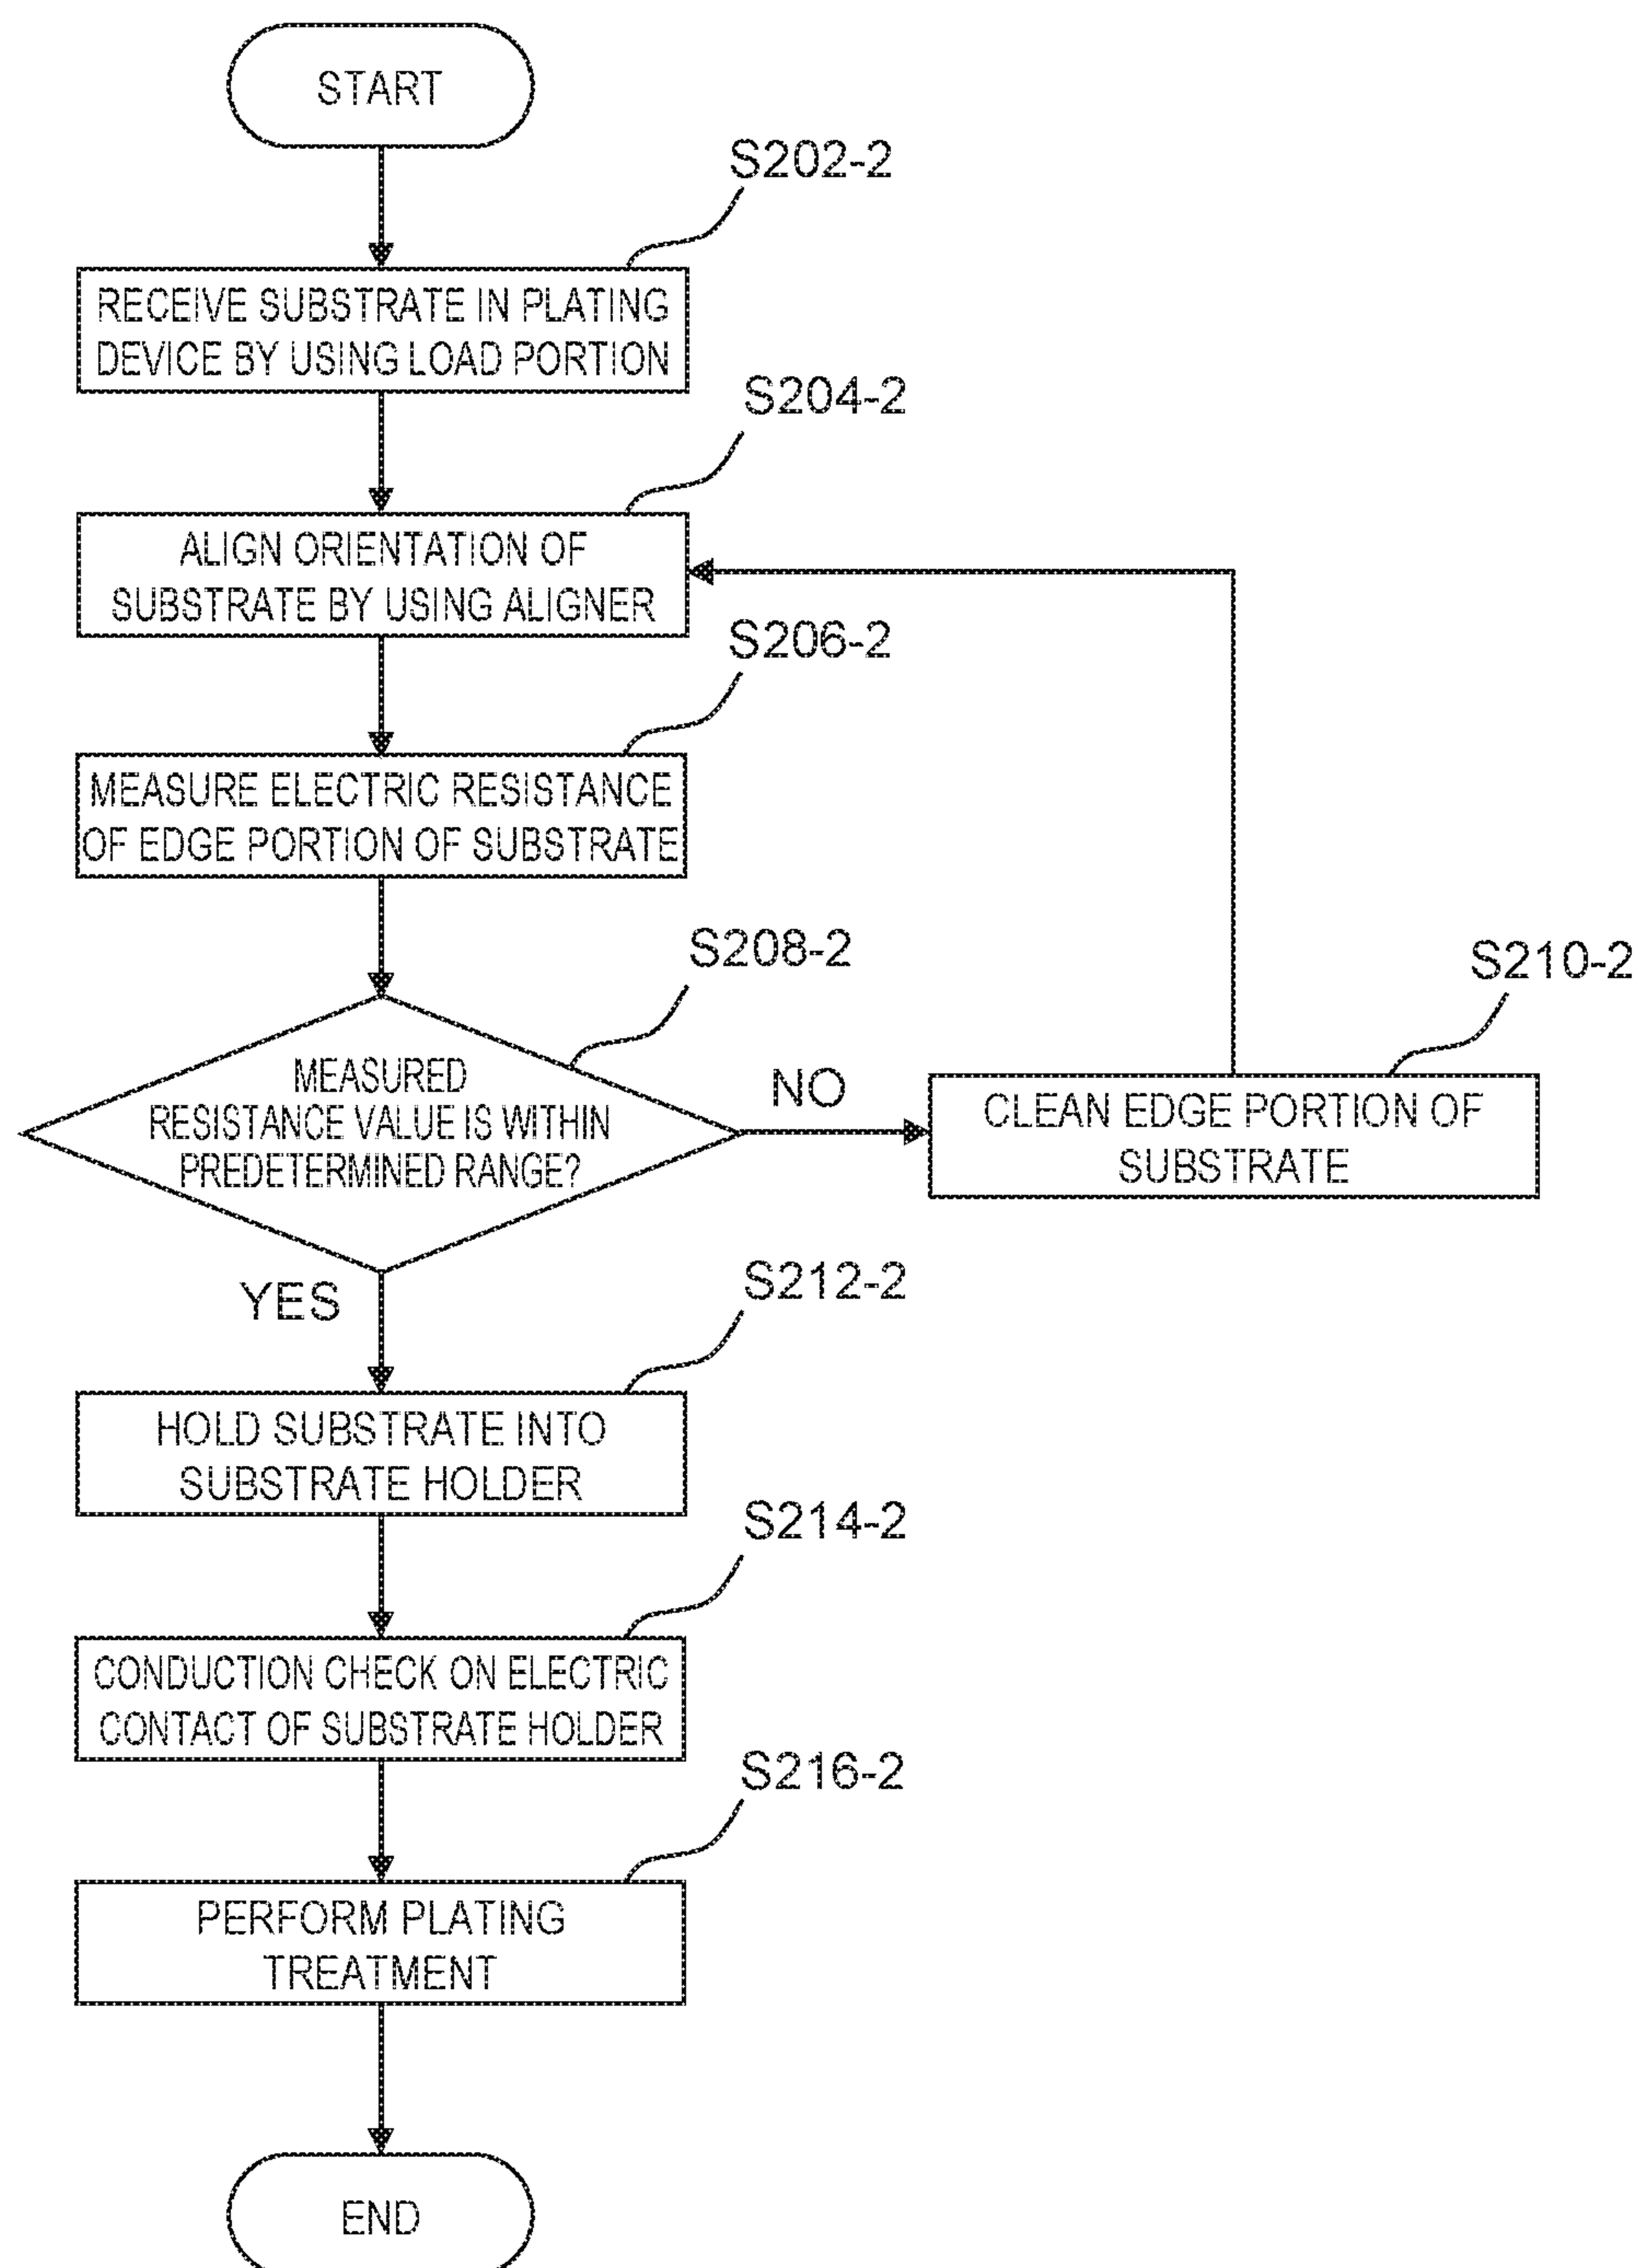 START
S202-2
RECEIVE SUBSTRATE IN PLATING
DEVICE BY USING LOAD PORTION
S204-2
ALIGN ORIENTATION OF
SUBSTRATE BY USING ALIGNER
S206-2
MEASURE ELECTRIC RESISTANCE
OF EDGE PORTION OF SUBSTRATE
S208-2
MEASURED
RESISTANCE VALUE IS WITHIN
PREDETERMINED RANGE?
NO
S210-2
CLEAN EDGE PORTION OF
SUBSTRATE
YES
S212-2
HOLD SUBSTRATE INTO
SUBSTRATE HOLDER
S214-2
CONDUCTION CHECK ON ELECTRIC
CONTACT OF SUBSTRATE HOLDER
S216-2
PERFORM PLATING
TREATMENT
END